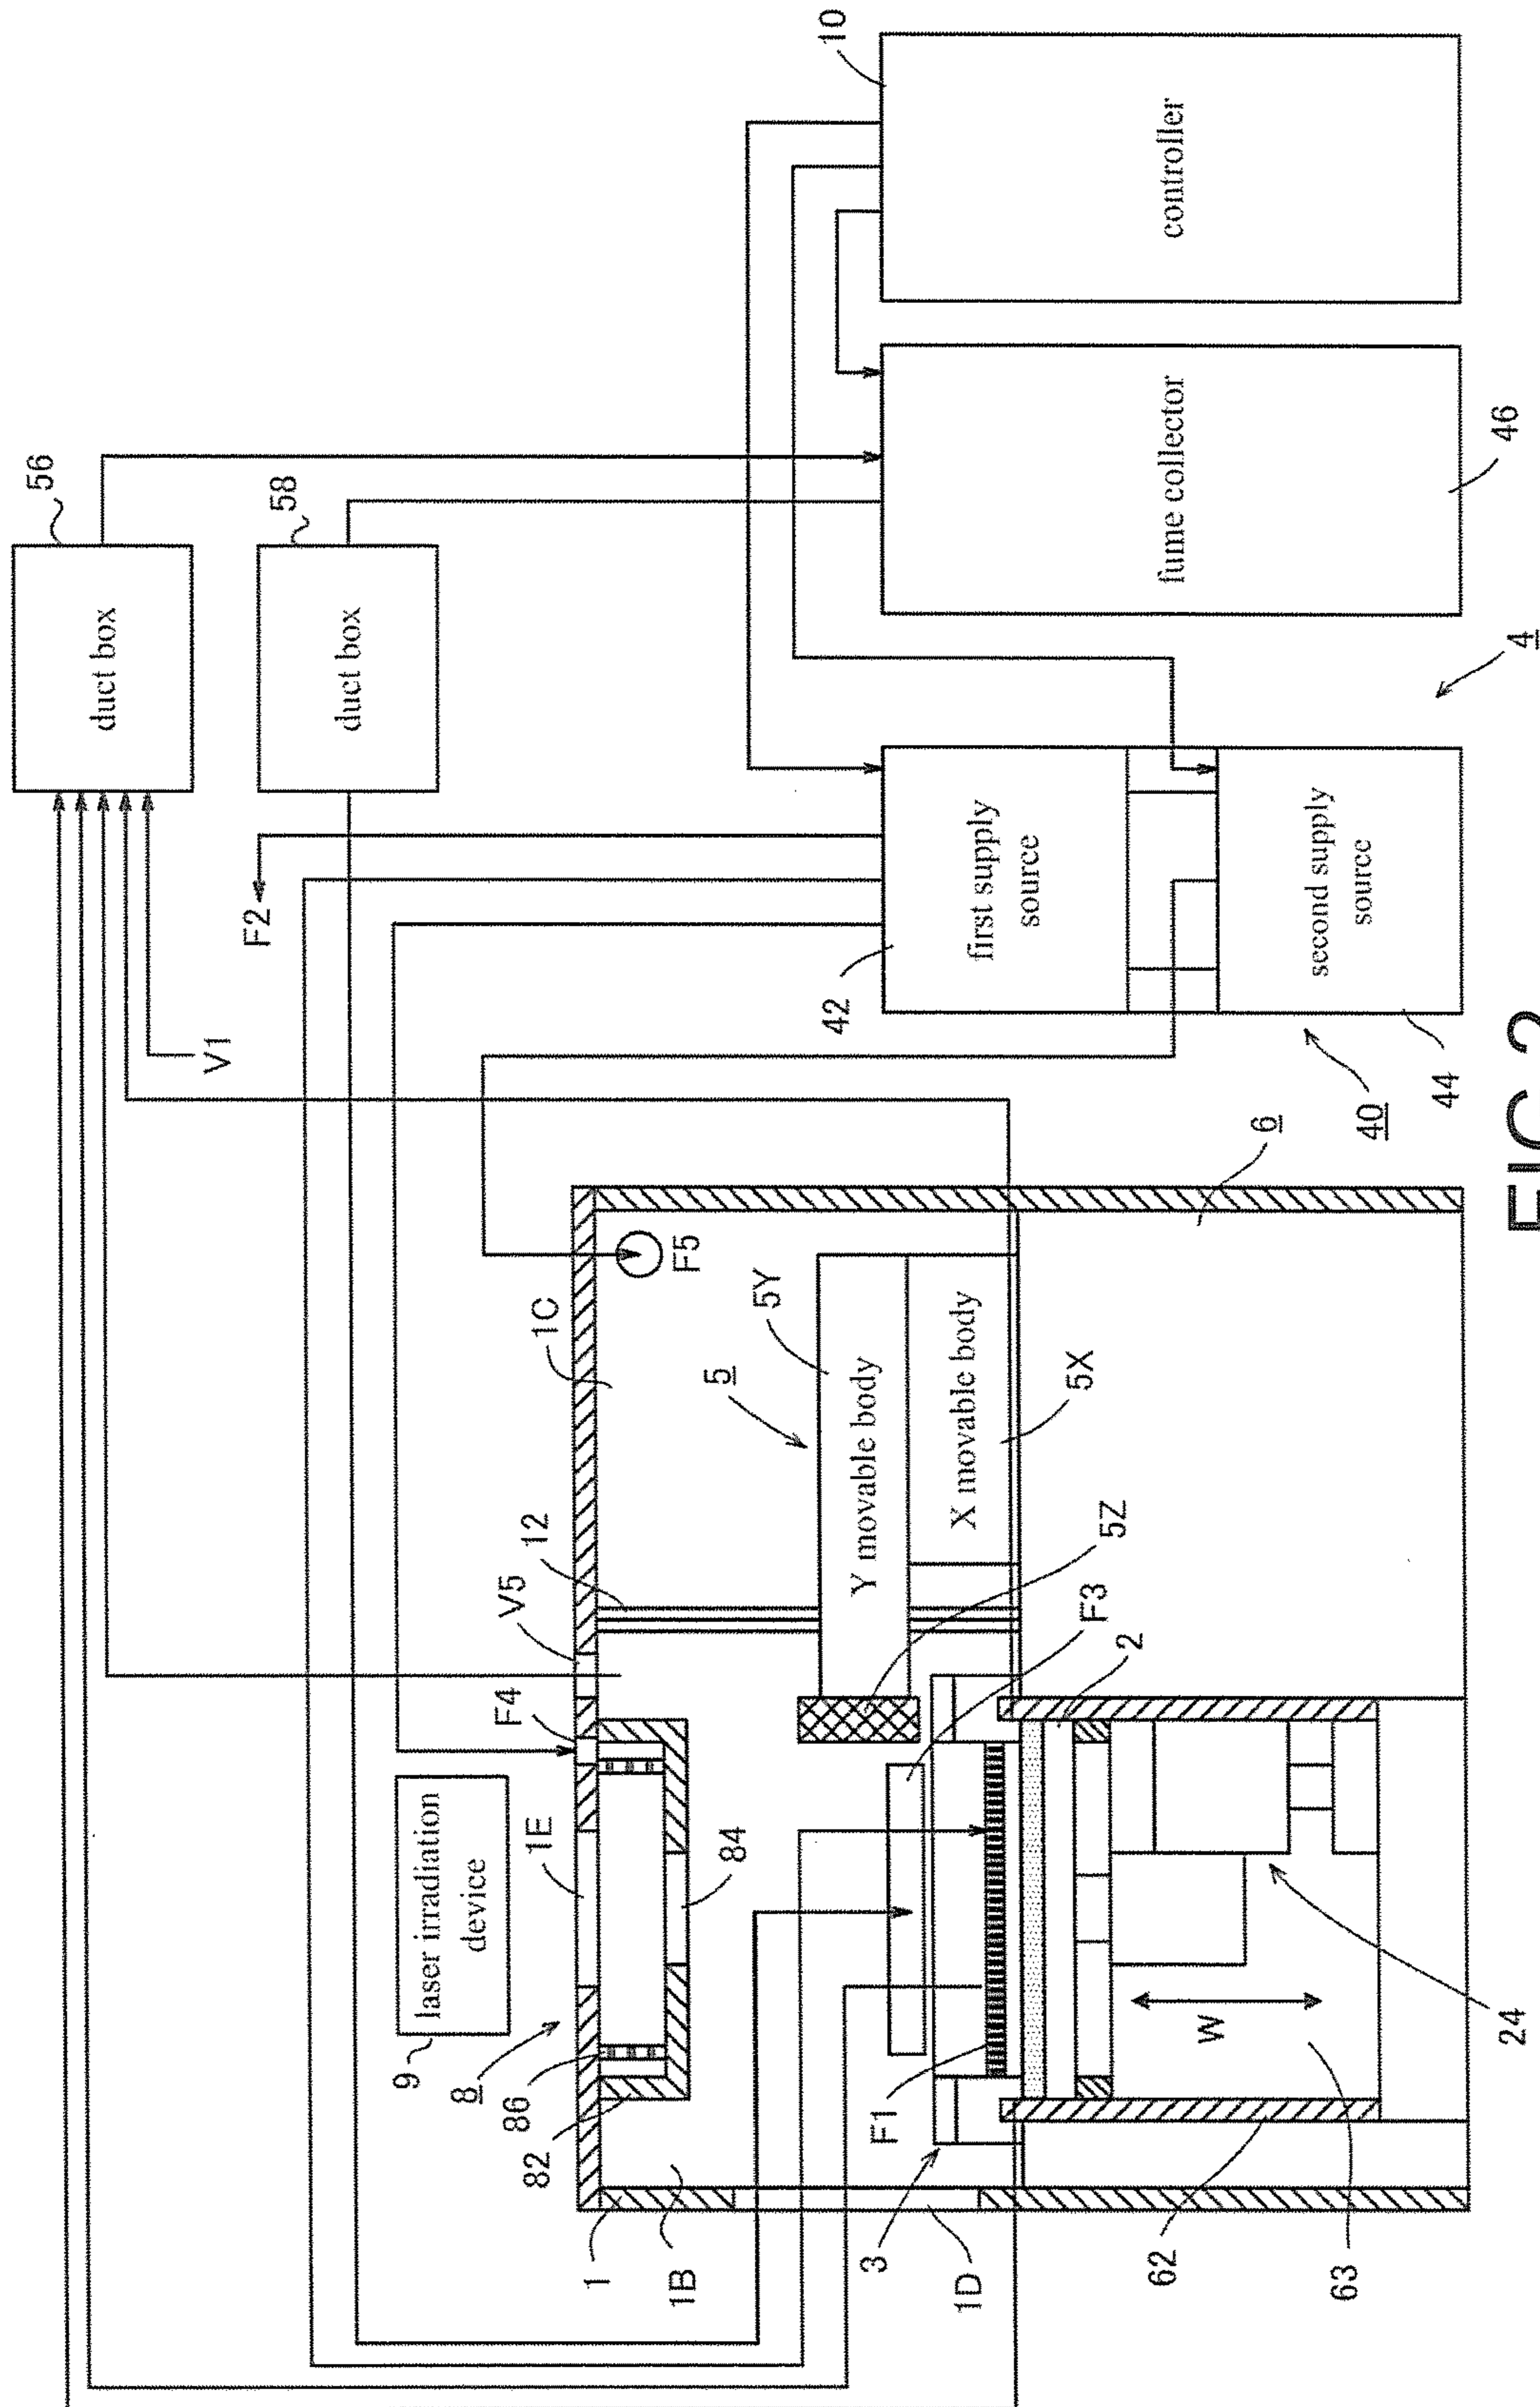 56
duct box
58
duct box
V1
F2
10
controller
46
fume collector
4
42
first supply
source
second supply
source
40
44
9
laser irradiation
device
8
86
82
1
1B
1E
84
F4
V5
12
1C
F5
5
5Y
Y movable body
X movable body
5X
5Z
F3
2
6
F1
3
1D
W
24
62
63